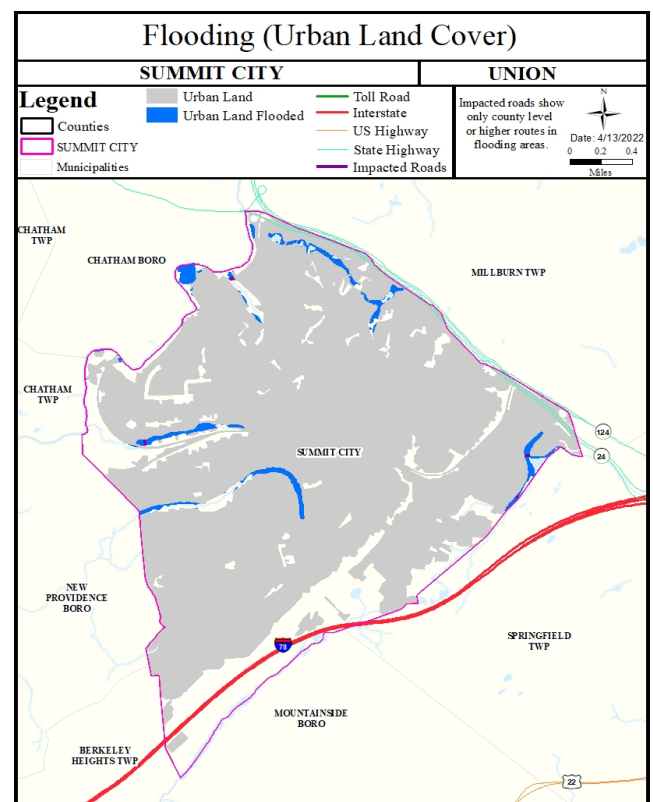 Flooding (Urban Land Cover)
SUMMIT CITY
UNION
Legend
Counties
SUMMIT CITY
Municipalities
Urban Land
Urban Land Flooded
Toll Road
Interstate
US Highway
State Highway
Impacted Roads
Impacted roads show
only county level
or higher routes in
flooding areas.
N
Date: 4/13/2022
0 0.2 0.4
Miles
CHATHAM
TWP
CHATHAM BORO
MILLBURN TWP
CHATHAM
TWP
124
SUMMIT CITY
24
NEW
PROVIDENCE
BORO
SPRINGFIELD
TWP
78
MOUNTAINSIDE
BORO
BERKELEY
HEIGHTS TWP
22